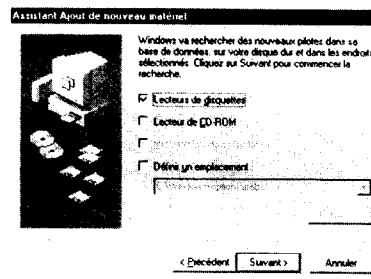 Assistant Ajout de nouveau matériel
Windows va rechercher des nouveaux pilotes dans sa
base de données, sur votre disque dur et dans les endroits
sélectionnés. Cliquez sur Suivant pour commencer la
recherche.
Lecteurs de disquettes
Lecteur de CD-ROM
Définir un emplacement
< Précédent
Suivant >
Annuler